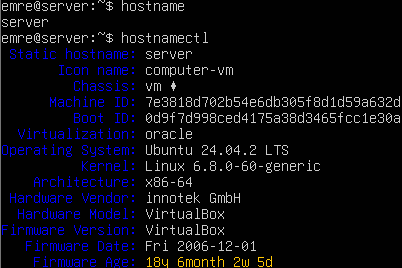 emre@server:~$ hostname
server
emre@server:~$ hostnamectl
Static hostname: server
Icon name: computer-vm
Chassis: vm
Machine ID: 7e3818d702b54e6db305f8d1d59a632d
Boot ID: 0d9f7d998ced4175a38d3465fcc1e30a
Virtualization: oracle
Operating System: Ubuntu 24.04.2 LTS
Kernel: Linux 6.8.0-60-generic
Architecture: x86-64
Hardware Vendor: innotek GmbH
Hardware Model: VirtualBox
Firmware Version: VirtualBox
Firmware Date: Fri 2006-12-01
Firmware Age: 18y 6month 2w 5d